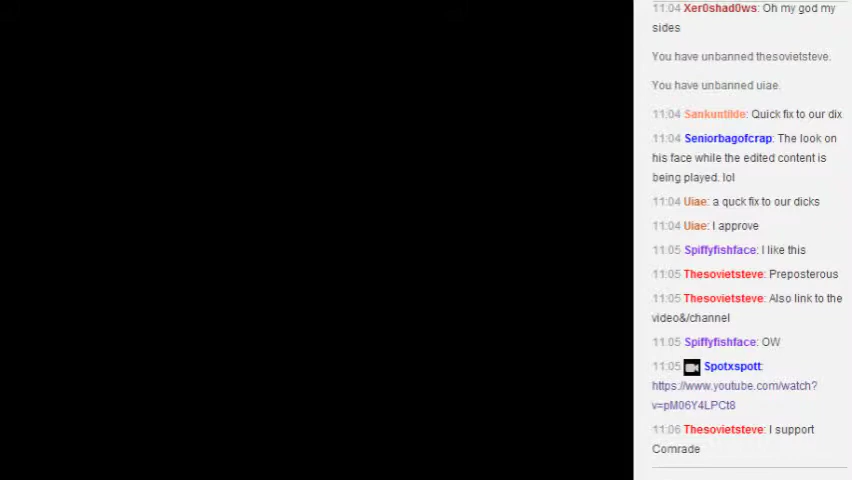 11:04 Xer0shad0ws: Oh my god my
sides
You have unbanned thesovietsteve.
You have unbanned uiae.
11:04 Sankuntilde: Quick fix to our dix
11:04 Seniorbagofcrap: The look on
his face while the edited content is
being played. lol
11:04 Uiae: a quck fix to our dicks
11:04 Uiae: I approve
11:05 Spiffyfishface: I like this
11:05 Thesovietsteve: Preposterous
11:05 Thesovietsteve: Also link to the
video&/channel
11:05 Spiffyfishface: OW
11:05 Spotxspott:
https://www.youtube.com/watch?
v=pM06Y4LPCt8
11:06 Thesovietsteve: I support
Comrade